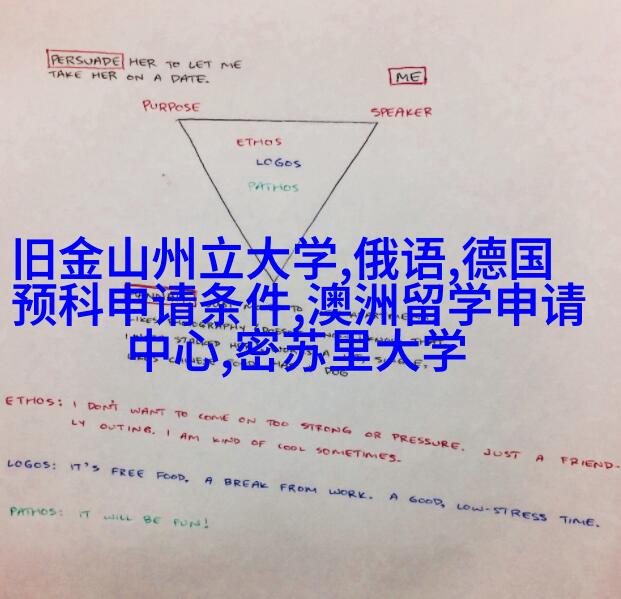 PERSUADE HER TO LET ME
TAKE HER ON A DATE.
ME
PURPOSE
SPEAKER
ETHOS
LOGOS
PATHOS
旧金山州立大学,俄语,德国
预科申请条件,澳洲留学申请
中心,密苏里大学
DOG
ETHOS: I DON'T WANT TO COME ON TOO STRONG OR PRESSURE. JUST A FRIEND-
LY OUTING. I AM KIND OF COOL SOMETIMES.
LOGOS: IT'S FREE FOOD. A BREAK FROM WORK. A GOOD, LOW-STRESS TIME.
PATHOS: IT WILL BE FUN!